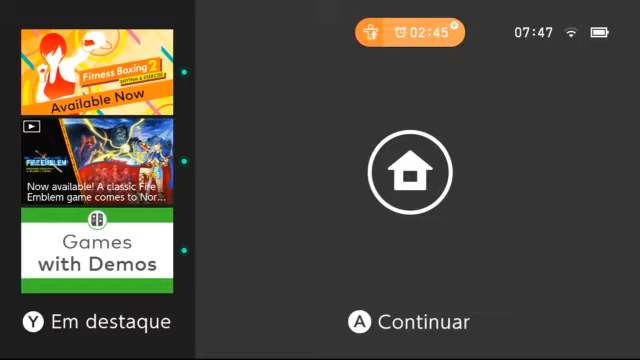 02:45
07:47
Fitness Boxing 2
RHYTHM & EXERCISE
Available Now
FIRE EMBLEM
Now available! A classic Fire
Emblem game comes to Nor...
Games
with Demos
Y Em destaque
A Continuar